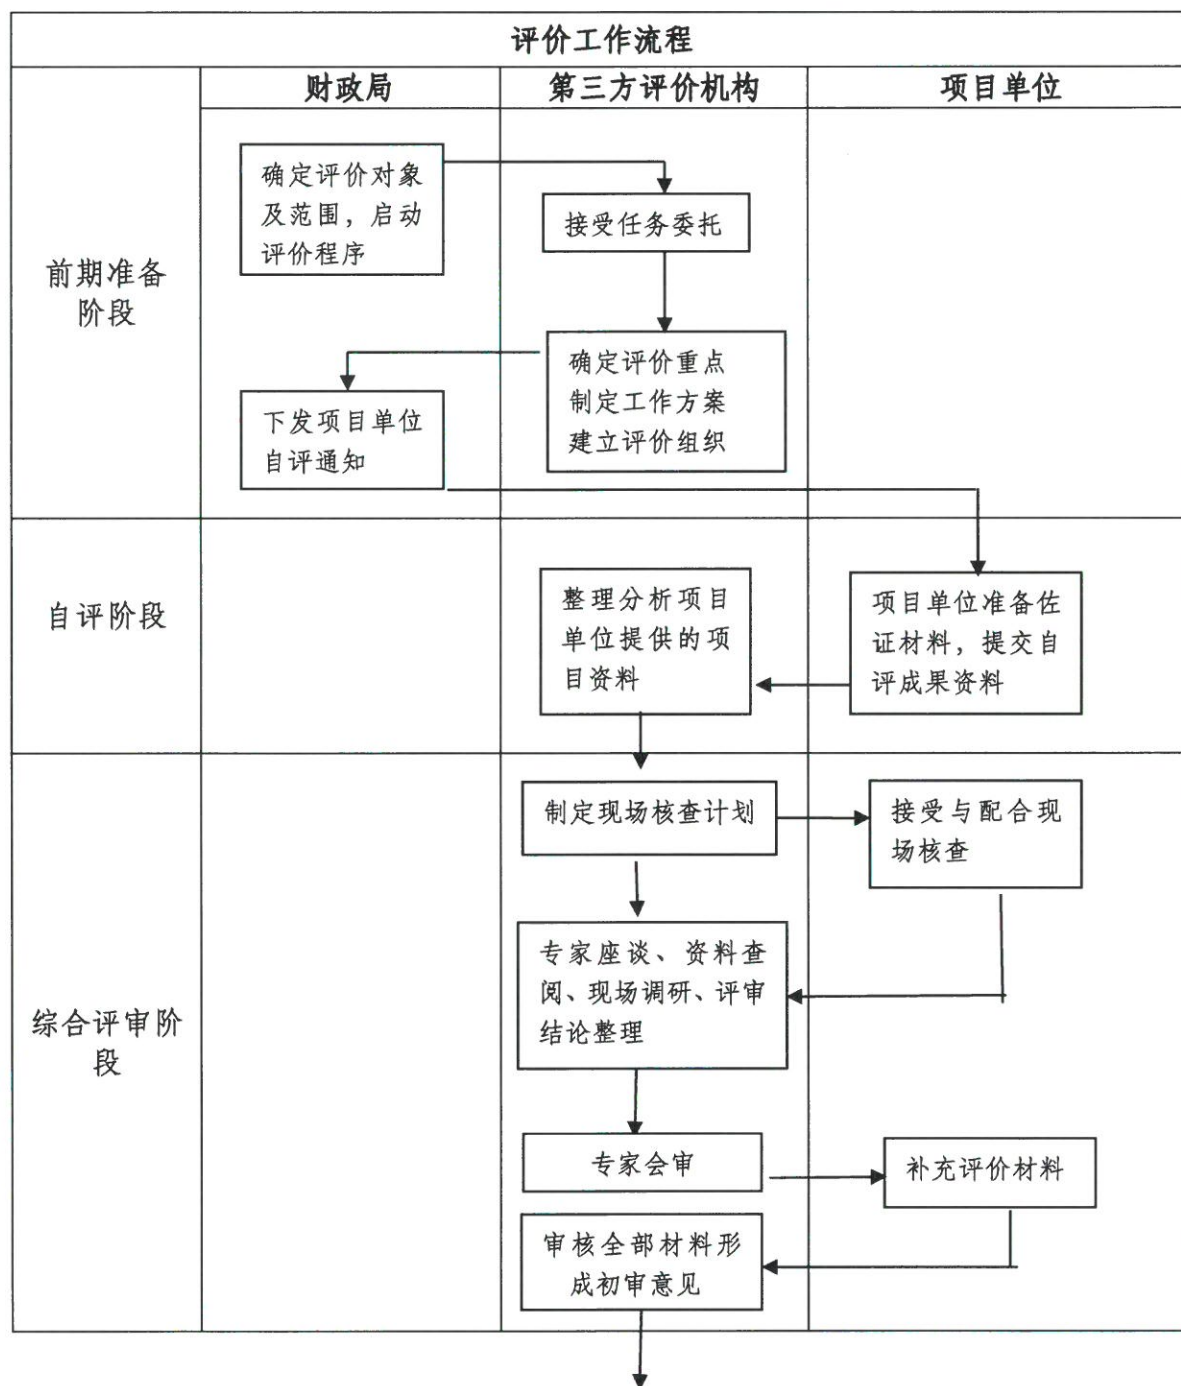 评价工作流程
财政局 第三方评价机构 项目单位
前期准备
阶段
确定评价对象
及范围，启动
评价程序
接受任务委托
确定评价重点
制定工作方案
建立评价组织
下发项目单位
自评通知
自评阶段
整理分析项目
单位提供的项
目资料
项目单位准备佐
证材料，提交自
评成果资料
综合评审阶
段
制定现场核查计划
接受与配合现
场核查
专家座谈、资料查
阅、现场调研、评审
结论整理
专家会审
补充评价材料
审核全部材料形
成初审意见